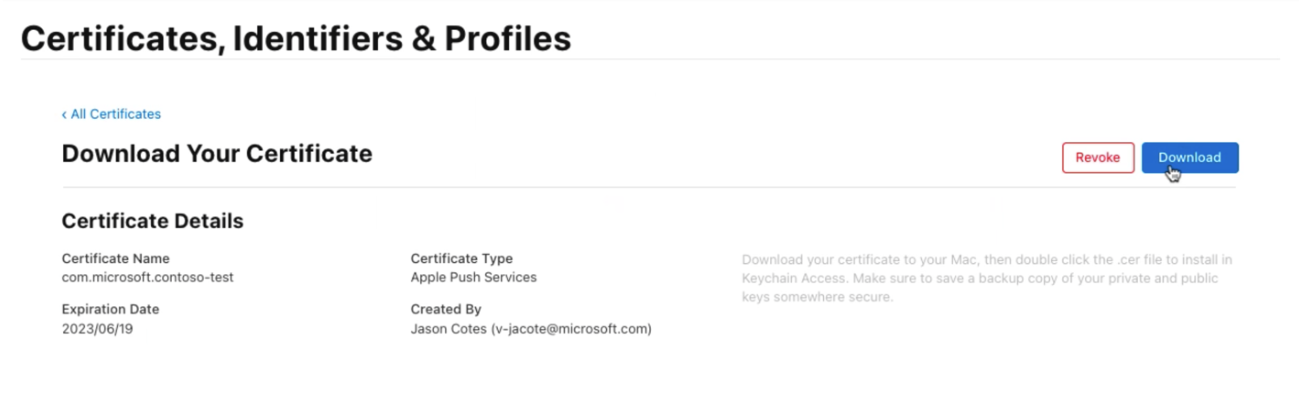 Certificates, Identifiers & Profiles
‹ All Certificates
Download Your Certificate
Revoke
Download
Certificate Details
Certificate Name
com.microsoft.contoso-test
Expiration Date
2023/06/19
Certificate Type
Apple Push Services
Created By
Jason Cotes (v-jacote@microsoft.com)
Download your certificate to your Mac, then double click the .cer file to install in
Keychain Access. Make sure to save a backup copy of your private and public
keys somewhere secure.